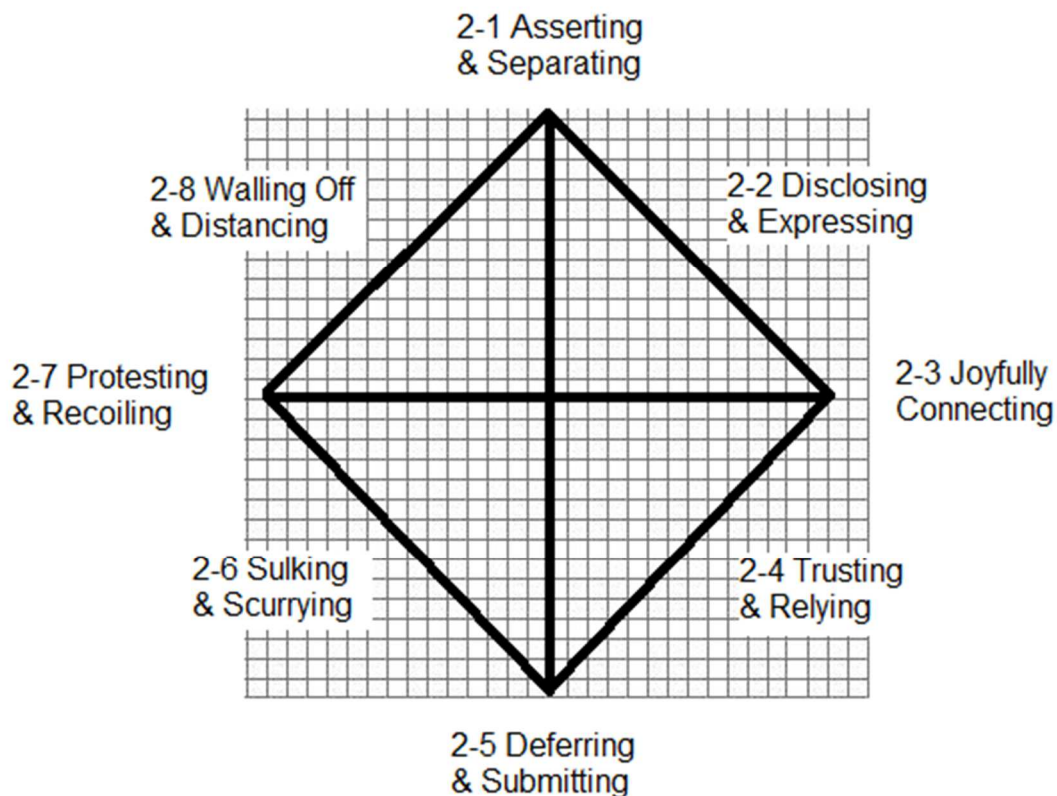 2-1 Asserting
& Separating
2-8 Walling Off
& Distancing
2-2 Disclosing
& Expressing
2-7 Protesting
& Recoiling
2-3 Joyfully
Connecting
2-6 Sulking
& Scurrying
2-4 Trusting
& Relying
2-5 Deferring
& Submitting